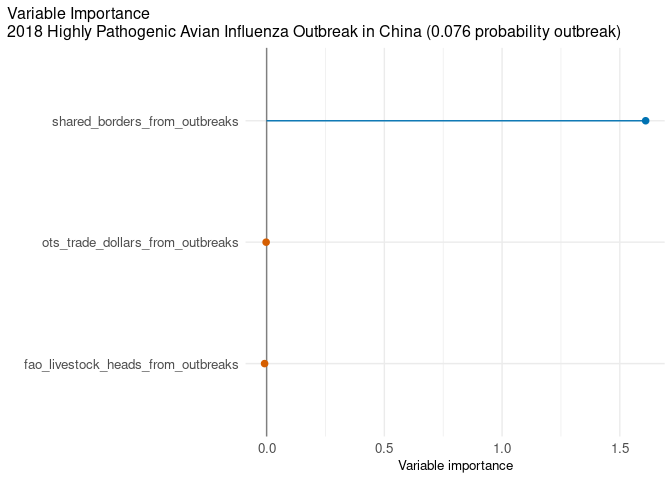 Variable Importance
2018 Highly Pathogenic Avian Influenza Outbreak in China (0.076 probability outbreak)
shared_borders_from_outbreaks
ots_trade_dollars_from_outbreaks
fao_livestock_heads_from_outbreaks
0.0 0.5 1.0 1.5
Variable importance